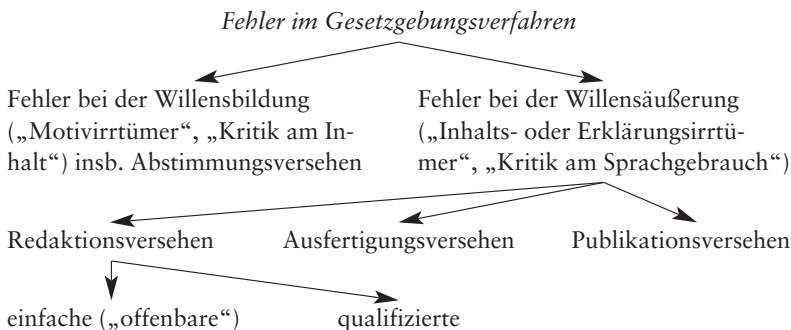 Fehler im Gesetzgebungsverfahren
Fehler bei der Willensbildung
(„Motivirrtümer“, „Kritik am In-
halt“) insb. Abstimmungsversehen
Fehler bei der Willensäußerung
(„Inhalts- oder Erklärungsirrtü-
mer“, „Kritik am Sprachgebrauch“)
Redaktionsversehen Ausfertigungsversehen Publikationsversehen
einfache („offenbare“) qualifizierte